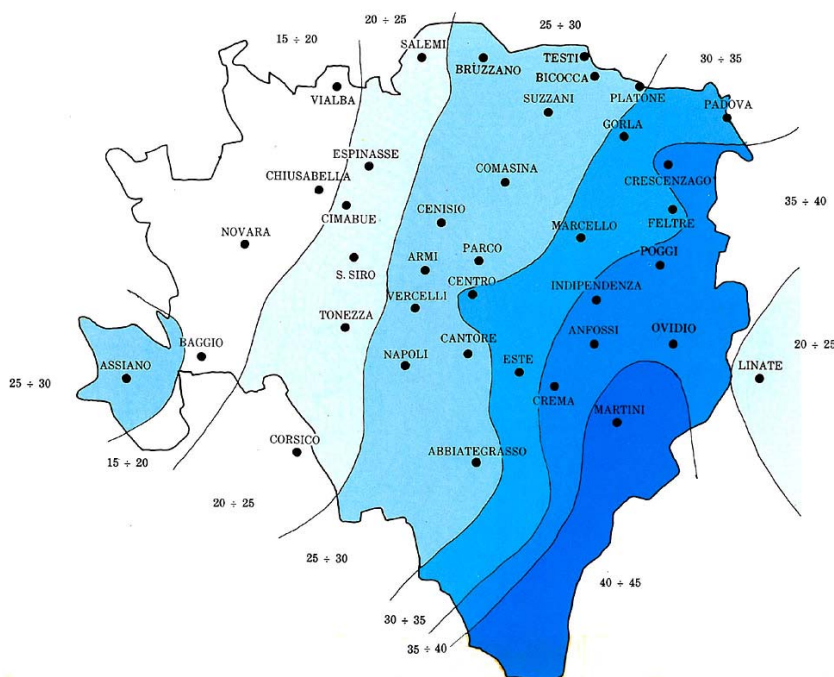 20 ÷ 25
25 ÷ 30
15 ÷ 20
SALEMI
30 ÷ 35
BRUZZANO
TESTI
BICOCCA
VIALBA
SUZZANI
PLATONE
PADOVA
GORLA
ESPINASSE
COMASINA
CRESCENZAGO
CHIUSABELLA
35 ÷ 40
CIMABUE
CENISIO
FELTRE
MARCELLO
NOVARA
POGGI
PARCO
ARMI
S. SIRO
CENTRO
INDIPENDENZA
VERCELLI
TONEZZA
ANFOSSI
OVIDIO
CANTORE
BAGGIO
20 ÷ 25
NAPOLI
ESTE
ASSIANO
LINATE
25 ÷ 30
CREMA
MARTINI
CORSICO
ABBIATEGRASSO
15 ÷ 20
20 ÷ 25
25 ÷ 30
40 ÷ 45
30 ÷ 35
35 ÷ 40